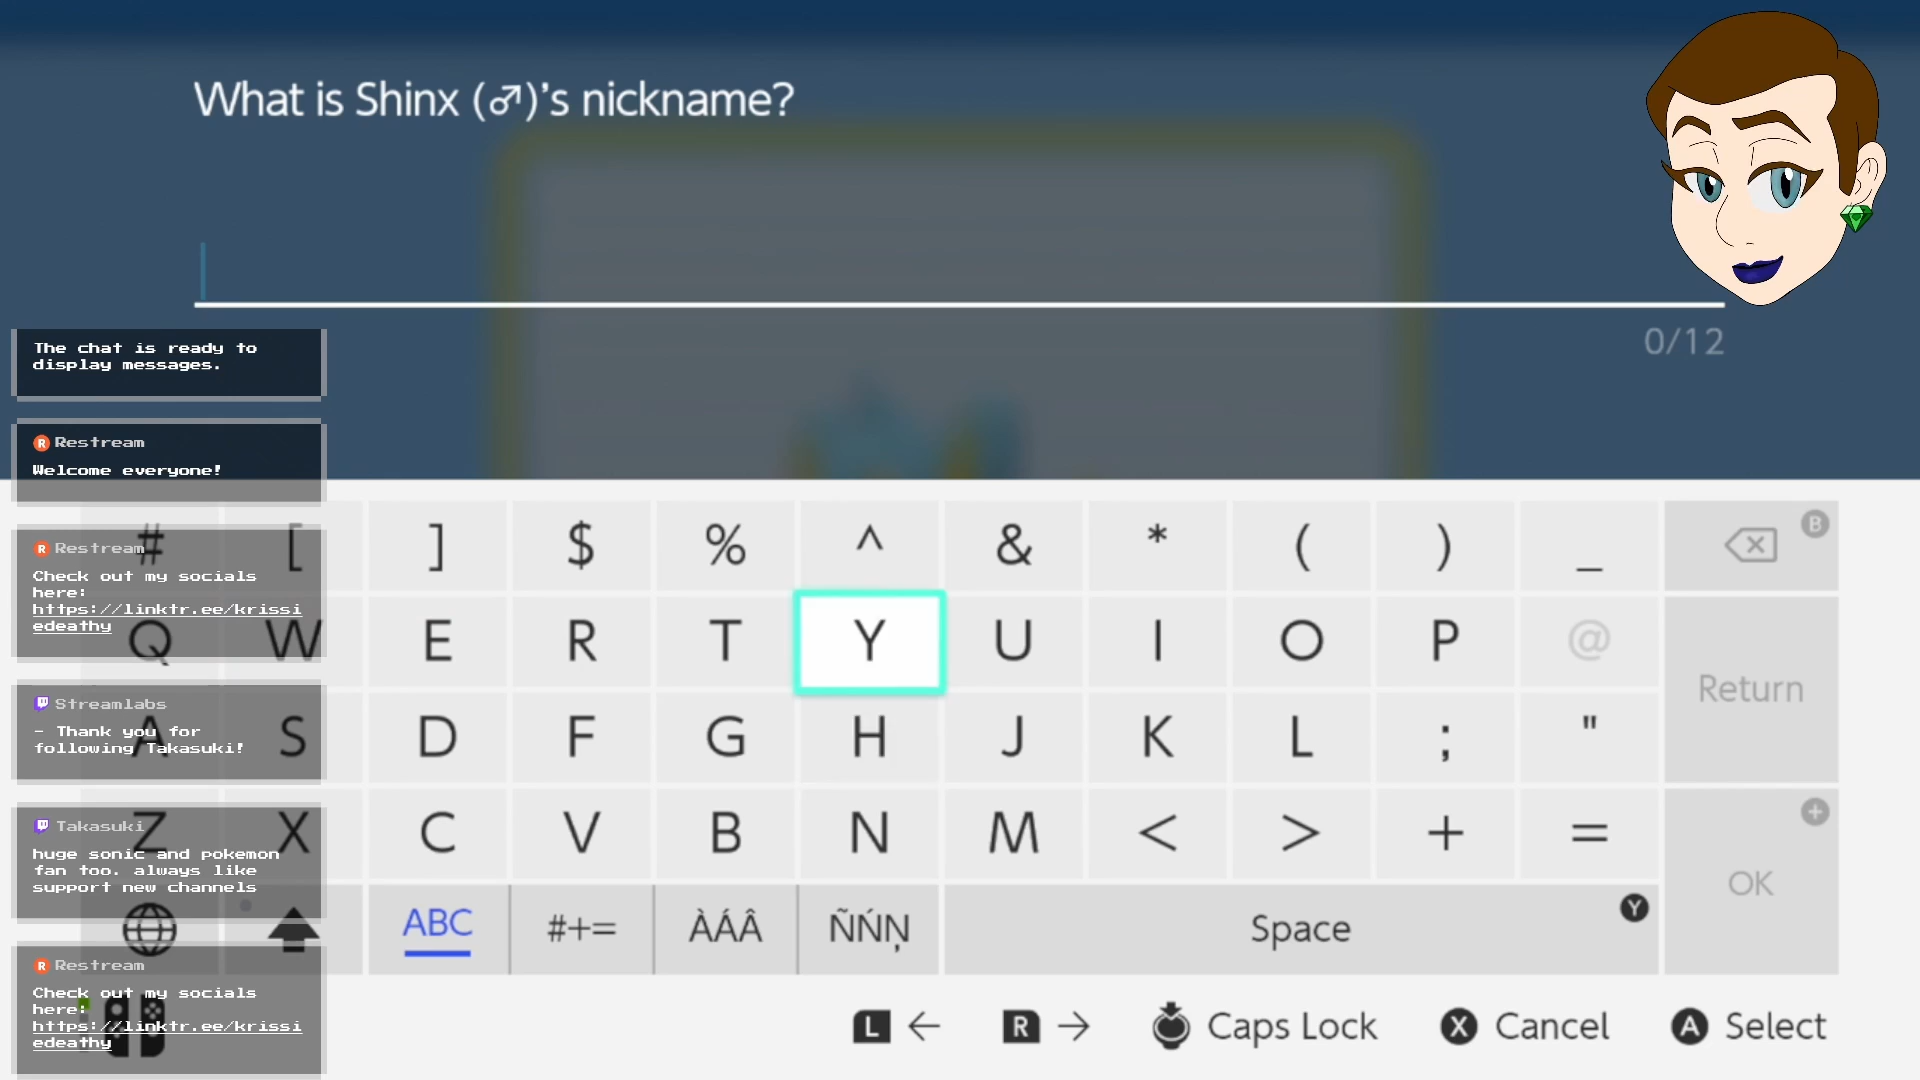 What is Shinx (♂)'s nickname?
0/12
The chat is ready to
display messages.
Restream
Welcome everyone!
Restream
Check out my socials
here:
https://linktr.ee/krissi
edeathy
Streamlabs
- Thank you for
following Takasuki!
Takasuki
huge sonic and pokemon
fan too. always like
support new channels
Restream
Check out my socials
here:
https://linktr.ee/krissi
edeathy
# [ ] $ % ^ & * ( ) _ B
Q W E R T Y U I O P @
Return
A S D F G H J K L ; "
Z X C V B N M < > + = +
OK
ABC #+= ÀÁÂ ÑŃŅ Space Y
L ← R → Caps Lock X Cancel A Select